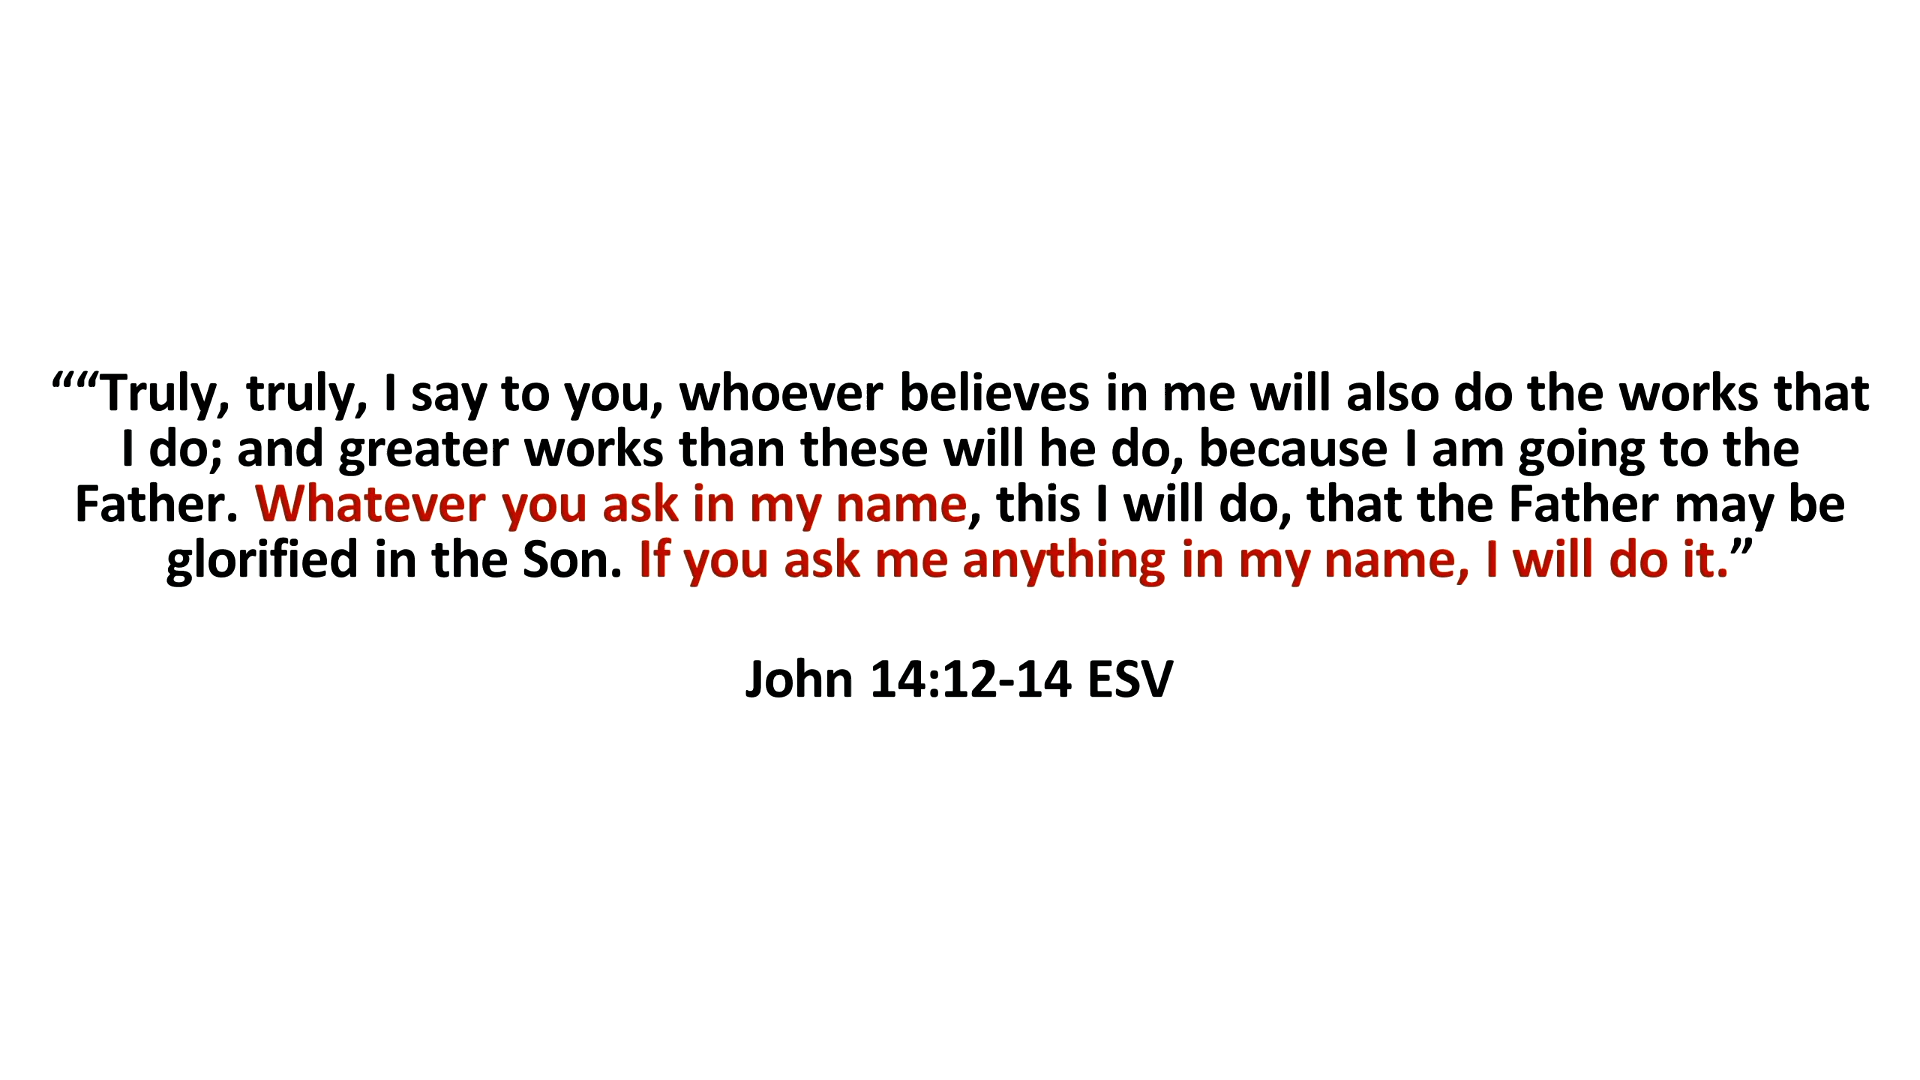 ““Truly, truly, I say to you, whoever believes in me will also do the works that
I do; and greater works than these will he do, because I am going to the
Father. Whatever you ask in my name, this I will do, that the Father may be
glorified in the Son. If you ask me anything in my name, I will do it.”
John 14:12-14 ESV